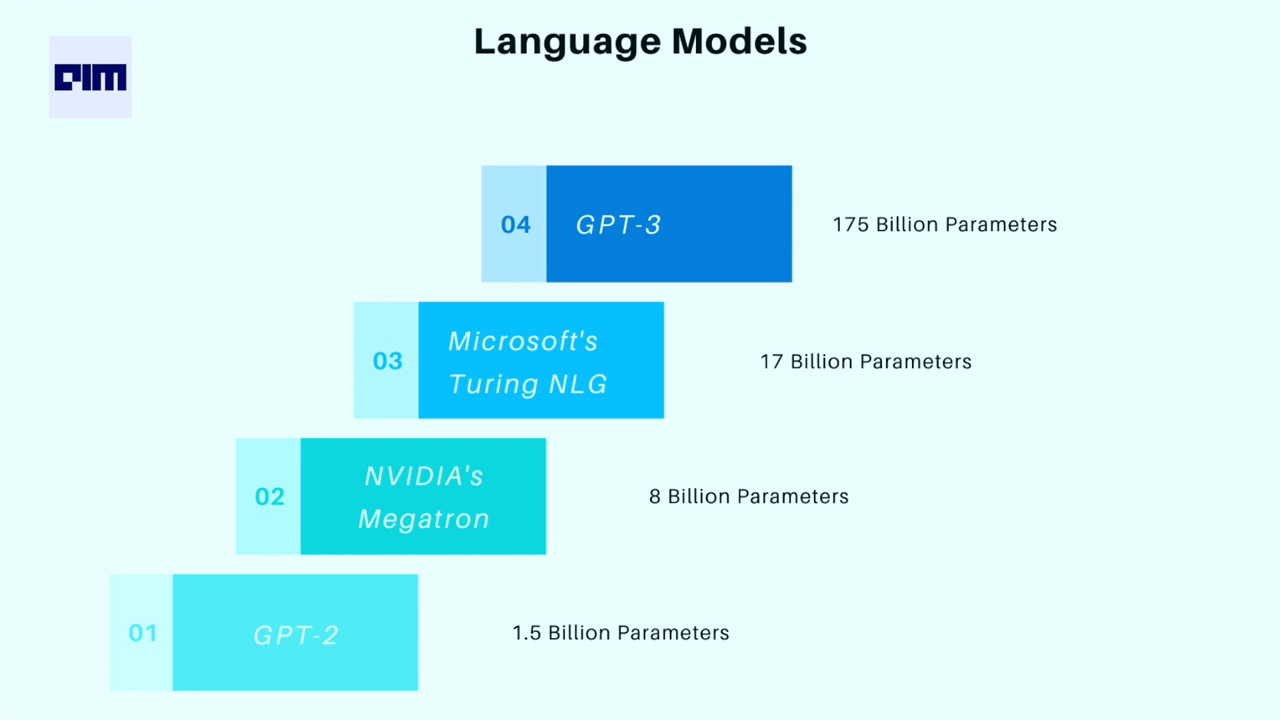 Language Models
AIM
04
GPT-3
175 Billion Parameters
03
Microsoft's
Turing NLG
17 Billion Parameters
02
NVIDIA's
Megatron
8 Billion Parameters
01
GPT-2
1.5 Billion Parameters